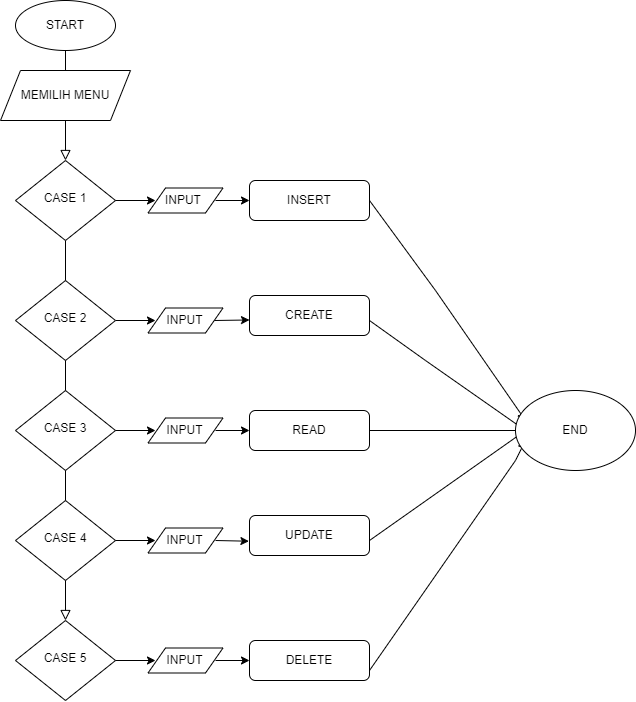 START
MEMILIH MENU
CASE 1
INPUT
INSERT
CASE 2
INPUT
CREATE
CASE 3
INPUT
READ
END
CASE 4
INPUT
UPDATE
CASE 5
INPUT
DELETE